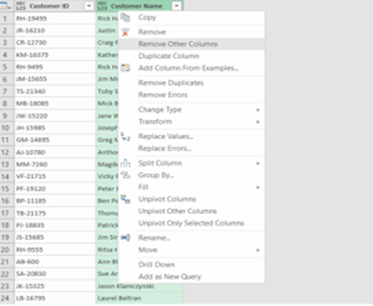 ABC 123 Customer ID ABC 123 Customer Name
1 RH-19495 Rick H
2 JR-16210 Justin
3 CR-12730 Craig
4 KM-16375 Kather
5 RH-9495 Rick H
6 JM-15655 Jim M
7 TS-21340 Toby S
8 MB-18085 Mick B
9 JW-15220 Jane W
10 JH-15985 Joseph
11 GM-14695 Greg
12 AJ-10780 Antho
13 MM-7260 Magd
14 VF-21715 Vicky
15 PF-19120 Peter
16 BP-11185 Ben P
17 TB-21175 Thoma
18 PJ-18835 Patric
19 JS-15685 Jim Si
20 RH-9555 Ritsa H
21 AB-600 Ann Bl
22 SA-20830 Sue Ar
23 JK-15325 Jason Klamczynski
24 LB-16795 Laurel Beltran
Copy
Remove
Remove Other Columns
Duplicate Column
Add Column From Examples...
Remove Duplicates
Remove Errors
Change Type
Transform
Replace Values...
Replace Errors...
Split Column
Group By...
Fill
Unpivot Columns
Unpivot Other Columns
Unpivot Only Selected Columns
Rename...
Move
Drill Down
Add as New Query